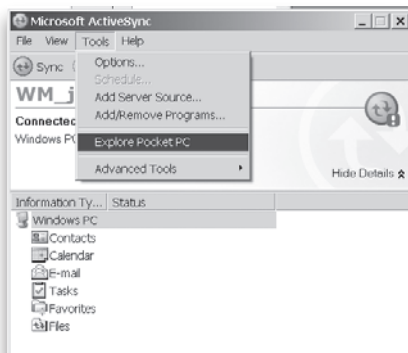 Microsoft ActiveSync
File View Tools Help
Sync
Options...
Schedule...
WM_j
Add Server Source...
Add/Remove Programs...
Connected
Windows PC
Explore Pocket PC
Advanced Tools
Hide Details
Information Ty... Status
Windows PC
Contacts
Calendar
E-mail
Tasks
Favorites
Files